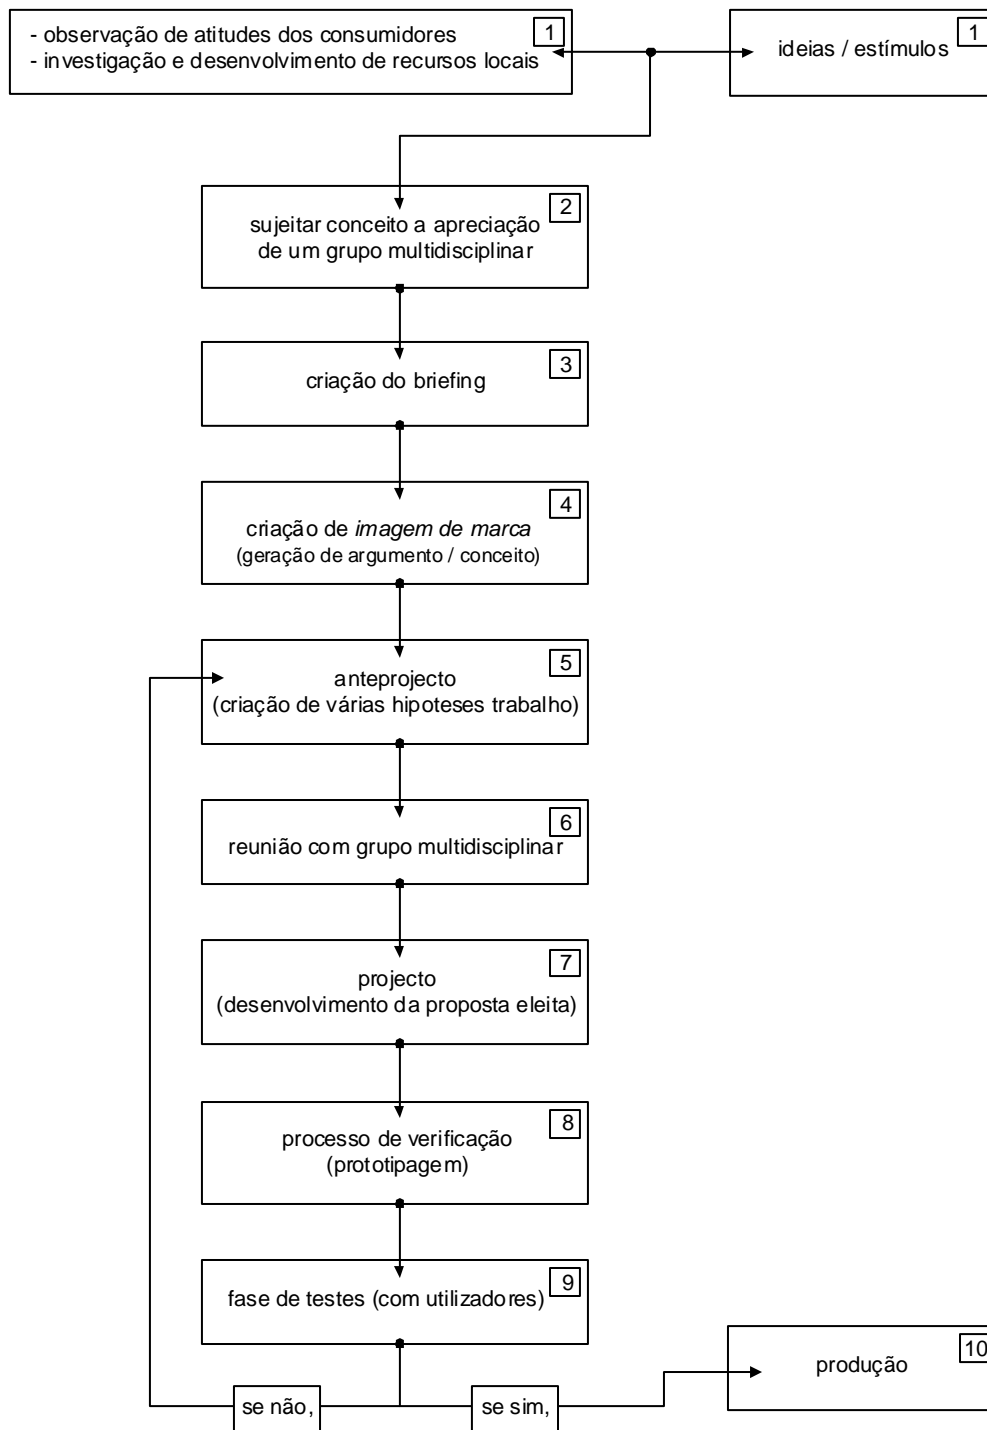 - observação de atitudes dos consumidores
- investigação e desenvolvimento de recursos locais
1
ideias / estímulos
1
2
sujeitar conceito a apreciação
de um grupo multidisciplinar
3
criação do briefing
4
criação de imagem de marca
(geração de argumento / conceito)
5
anteprojecto
(criação de várias hipoteses trabalho)
6
reunião com grupo multidisciplinar
7
projecto
(desenvolvimento da proposta eleita)
8
processo de verificação
(prototipagem)
9
fase de testes (com utilizadores)
10
produção
se não,
se sim,